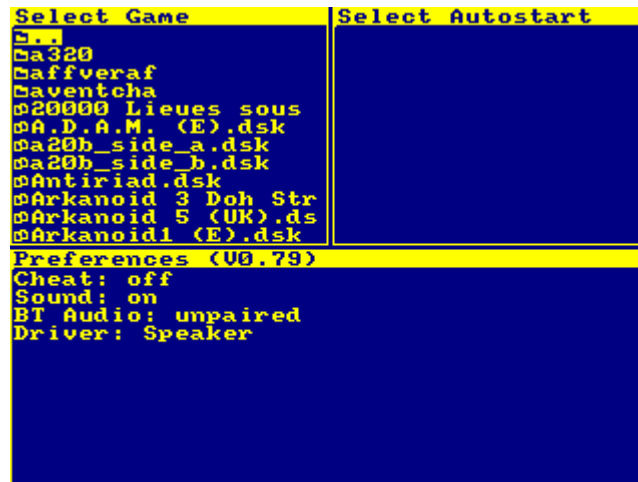 Select Game
Select Autostart
..
a320
affveraf
aventcha
20000 Lieues sous
A.D.A.M. (E).dsk
a20b_side_a.dsk
a20b_side_b.dsk
Antiriad.dsk
Arkanoid 3 Doh Str
Arkanoid 5 (UK).ds
Arkanoid1 (E).dsk
Preferences (V0.79)
Cheat: off
Sound: on
BT Audio: unpaired
Driver: Speaker